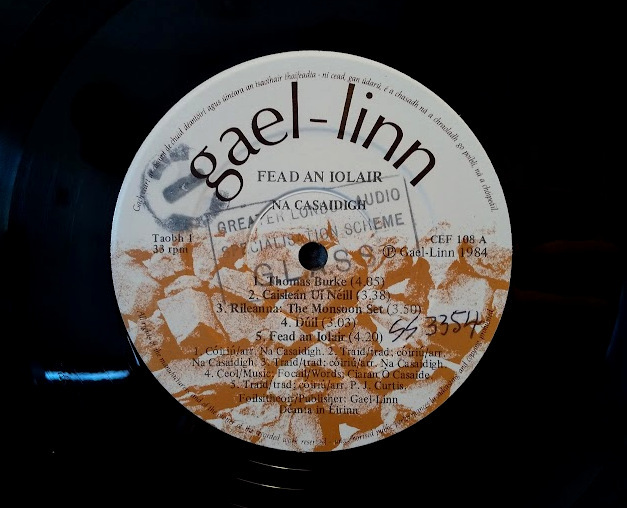 gael-linn
FEAD AN IOLAIR
NA CASAIDIGH
GREATER LONDON AUDIO
SPECIALISATION SCHEME
GLASS
Taobh 1
33 rpm
CEF 108 A
Ⓟ Gael-Linn 1984
1. Thomas Burke (4.05)
2. Caisleán Uí Néill (3.38)
3. Rileanna: The Monsoon Set (3.50)
4. Dúil (3.03)
5. Fead an Iolair (4.20)
SS 3354
1. Cóiriú/arr. Na Casaidigh. 2. Traid/trad; cóiriú/arr.
Na Casaidigh. 3. Traid/trad; cóiriú/arr. Na Casaidigh.
4. Ceol/Music; Focail/Words; Ciarán Ó Casaide.
5. Traid/trad; cóiriú/arr. P. J. Curtis.
Foilsitheoir/Publisher: Gael-Linn
Déanta in Éirinn